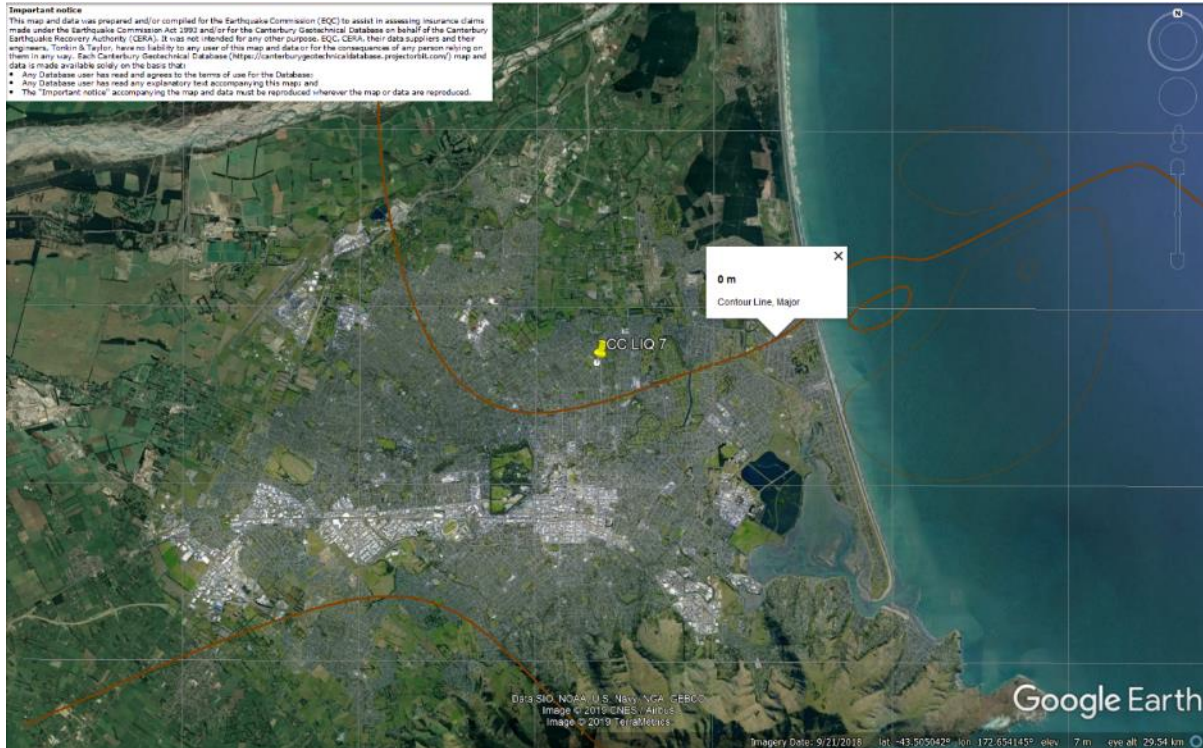 Important notice
This map and data was prepared and/or compiled for the Earthquake Commission (EQC) to assist in assessing insurance claims
made under the Earthquake Commission Act 1993 and/or for the Canterbury Geotechnical Database on behalf of the Canterbury
Earthquake Recovery Authority (CERA). It was not intended for any other purpose. EQC, CERA, their data suppliers and their
engineers, Tonkin & Taylor, have no liability to any user of this map and data or for the consequences of any person relying on
them in any way. Each Canterbury Geotechnical Database (https://canterburygeotechnicaldatabase.projectorbit.com/) map and
data is made available solely on the basis that:
• Any Database user has read and agrees to the terms of use for the Database;
• Any Database user has read any explanatory text accompanying this map; and
• The "Important notice" accompanying the map and data must be reproduced wherever the map or data are reproduced.
N
0 m
Contour Line, Major
CC LIQ 7
Data SIO, NOAA, U.S. Navy, NGA, GEBCO
Image © 2019 CNES / Airbus
Image © 2019 TerraMetrics
Google Earth
Imagery Date: 9/21/2018 lat -43.505042° lon 172.654145° elev 7 m eye alt 29.54 km